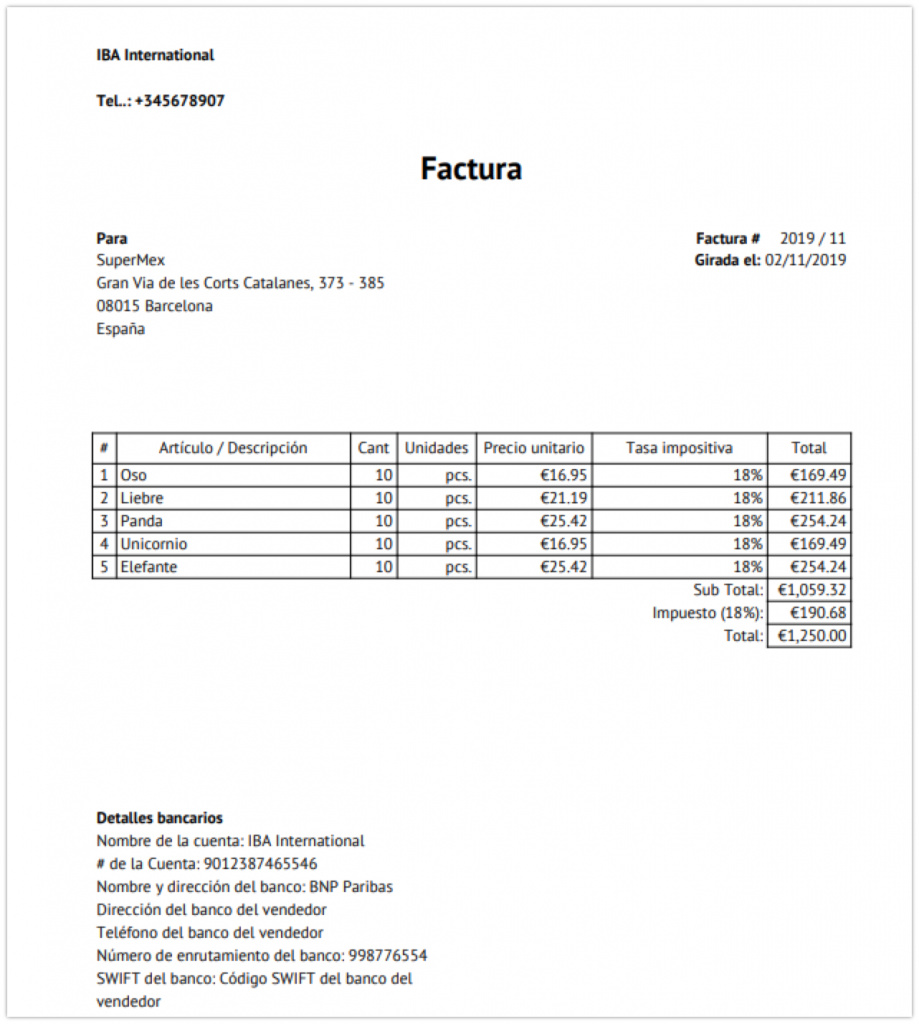 IBA International
Tel..: +345678907
Factura
Para
SuperMex
Gran Via de les Corts Catalanes, 373 - 385
08015 Barcelona
España
Factura # 2019 / 11
Girada el: 02/11/2019
# Artículo / Descripción Cant Unidades Precio unitario Tasa impositiva Total
1 Oso 10 pcs. €16.95 18% €169.49
2 Liebre 10 pcs. €21.19 18% €211.86
3 Panda 10 pcs. €25.42 18% €254.24
4 Unicornio 10 pcs. €16.95 18% €169.49
5 Elefante 10 pcs. €25.42 18% €254.24
Sub Total: €1,059.32
Impuesto (18%): €190.68
Total: €1,250.00
Detalles bancarios
Nombre de la cuenta: IBA International
# de la Cuenta: 9012387465546
Nombre y dirección del banco: BNP Paribas
Dirección del banco del vendedor
Teléfono del banco del vendedor
Número de enrutamiento del banco: 998776554
SWIFT del banco: Código SWIFT del banco del
vendedor